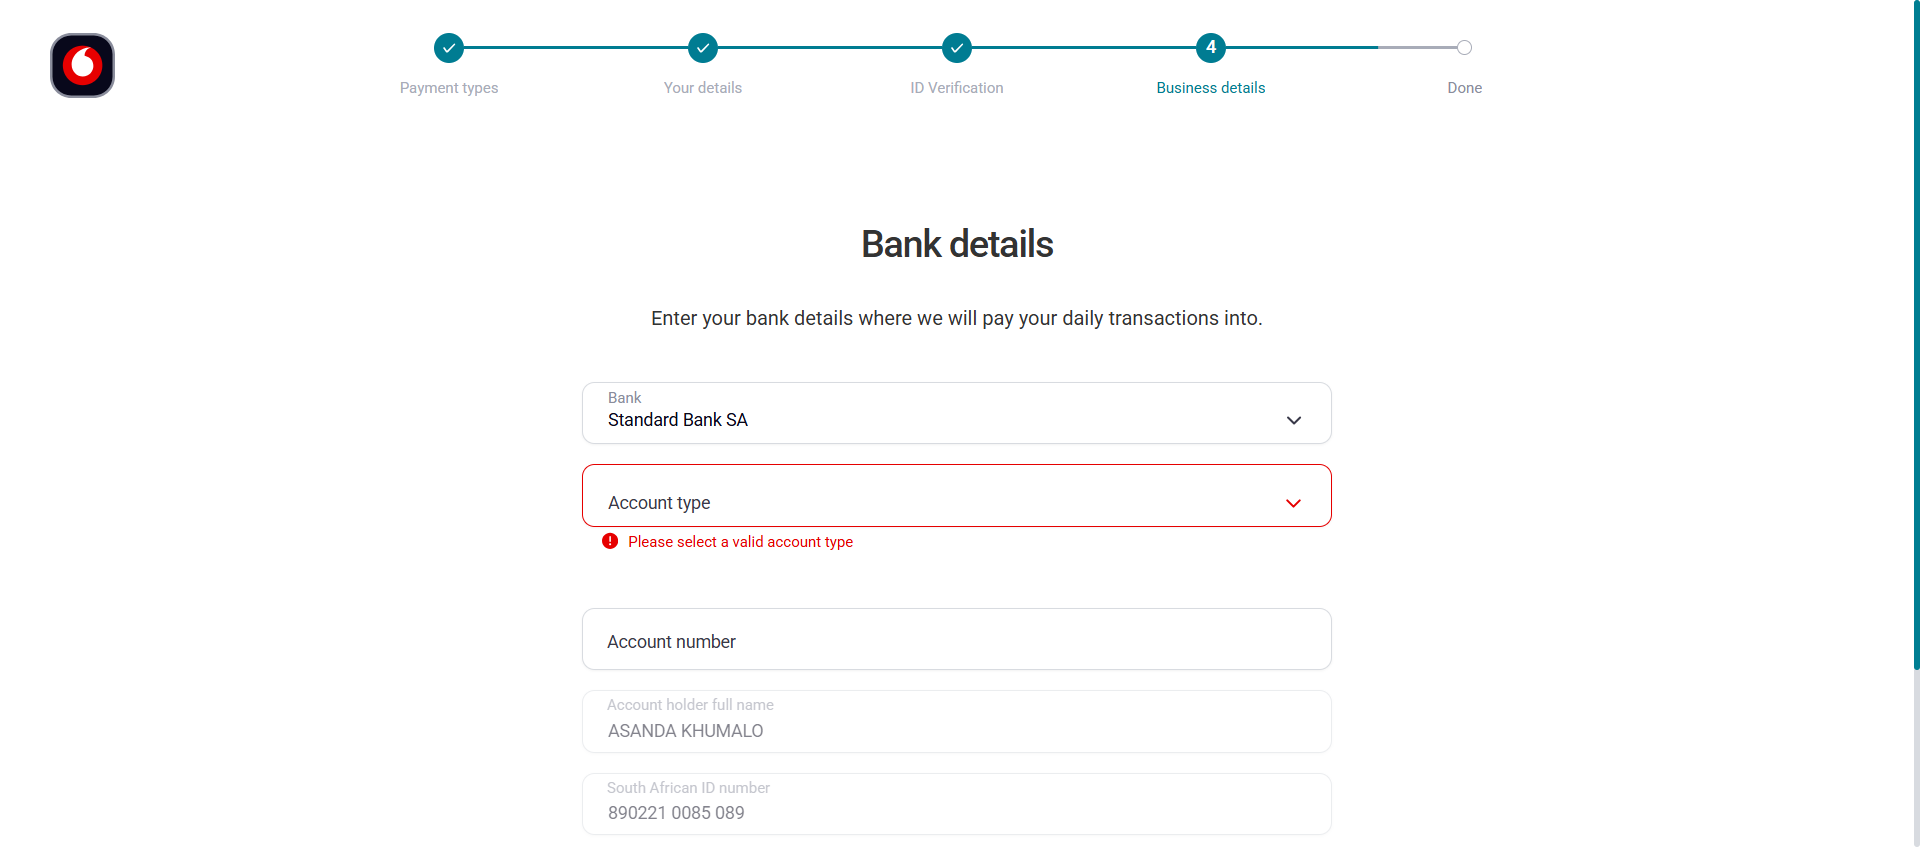 4
Payment types
Your details
ID Verification
Business details
Done
Bank details
Enter your bank details where we will pay your daily transactions into.
Bank
Standard Bank SA
Account type
Please select a valid account type
Account number
Account holder full name
ASANDA KHUMALO
South African ID number
890221 0085 089